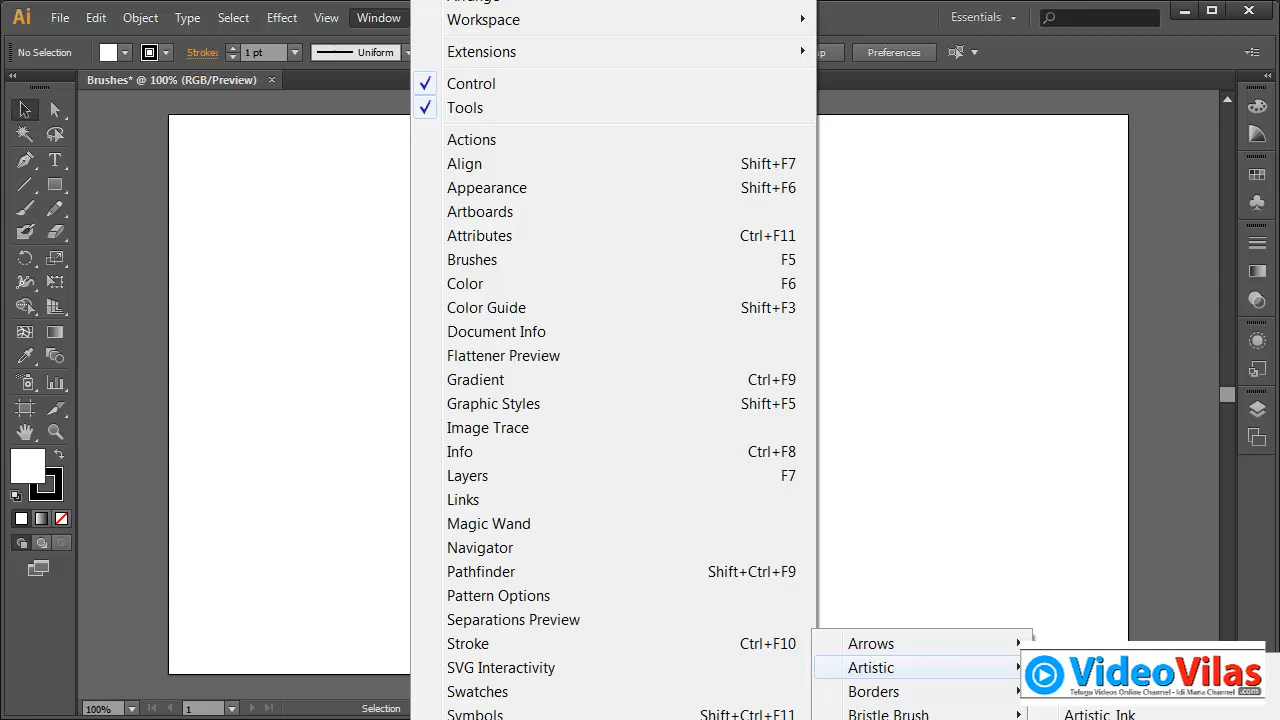 Ai File Edit Object Type Select Effect View Window
Essentials
No Selection Stroke: 1 pt Uniform
Preferences
Brushes* @ 100% (RGB/Preview) ×
Workspace
Extensions
Control
Tools
Actions
Align Shift+F7
Appearance Shift+F6
Artboards
Attributes Ctrl+F11
Brushes F5
Color F6
Color Guide Shift+F3
Document Info
Flattener Preview
Gradient Ctrl+F9
Graphic Styles Shift+F5
Image Trace
Info Ctrl+F8
Layers F7
Links
Magic Wand
Navigator
Pathfinder Shift+Ctrl+F9
Pattern Options
Separations Preview
Stroke Ctrl+F10
SVG Interactivity
Swatches
Symbols Shift+Ctrl+F11
Arrows
Artistic
Borders
Bristle Brush
Artistic_Ink
VideoVilas.com
Telugu Videos Online Channel - Idi Mana Channel
100% 1 Selection